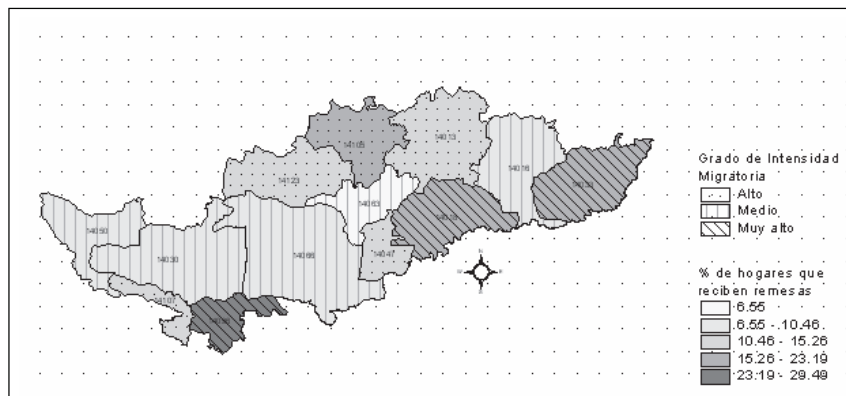 14105
14013
14016
14123
14063
14050
14047
14030
14066
14107
Grado de Intensidad
Migratoria
Alto
Medio
Muy alto
% de hogares que
reciben remesas
6.55
6.55 - 10.46
10.46 - 15.26
15.26 - 23.19
23.19 - 29.49